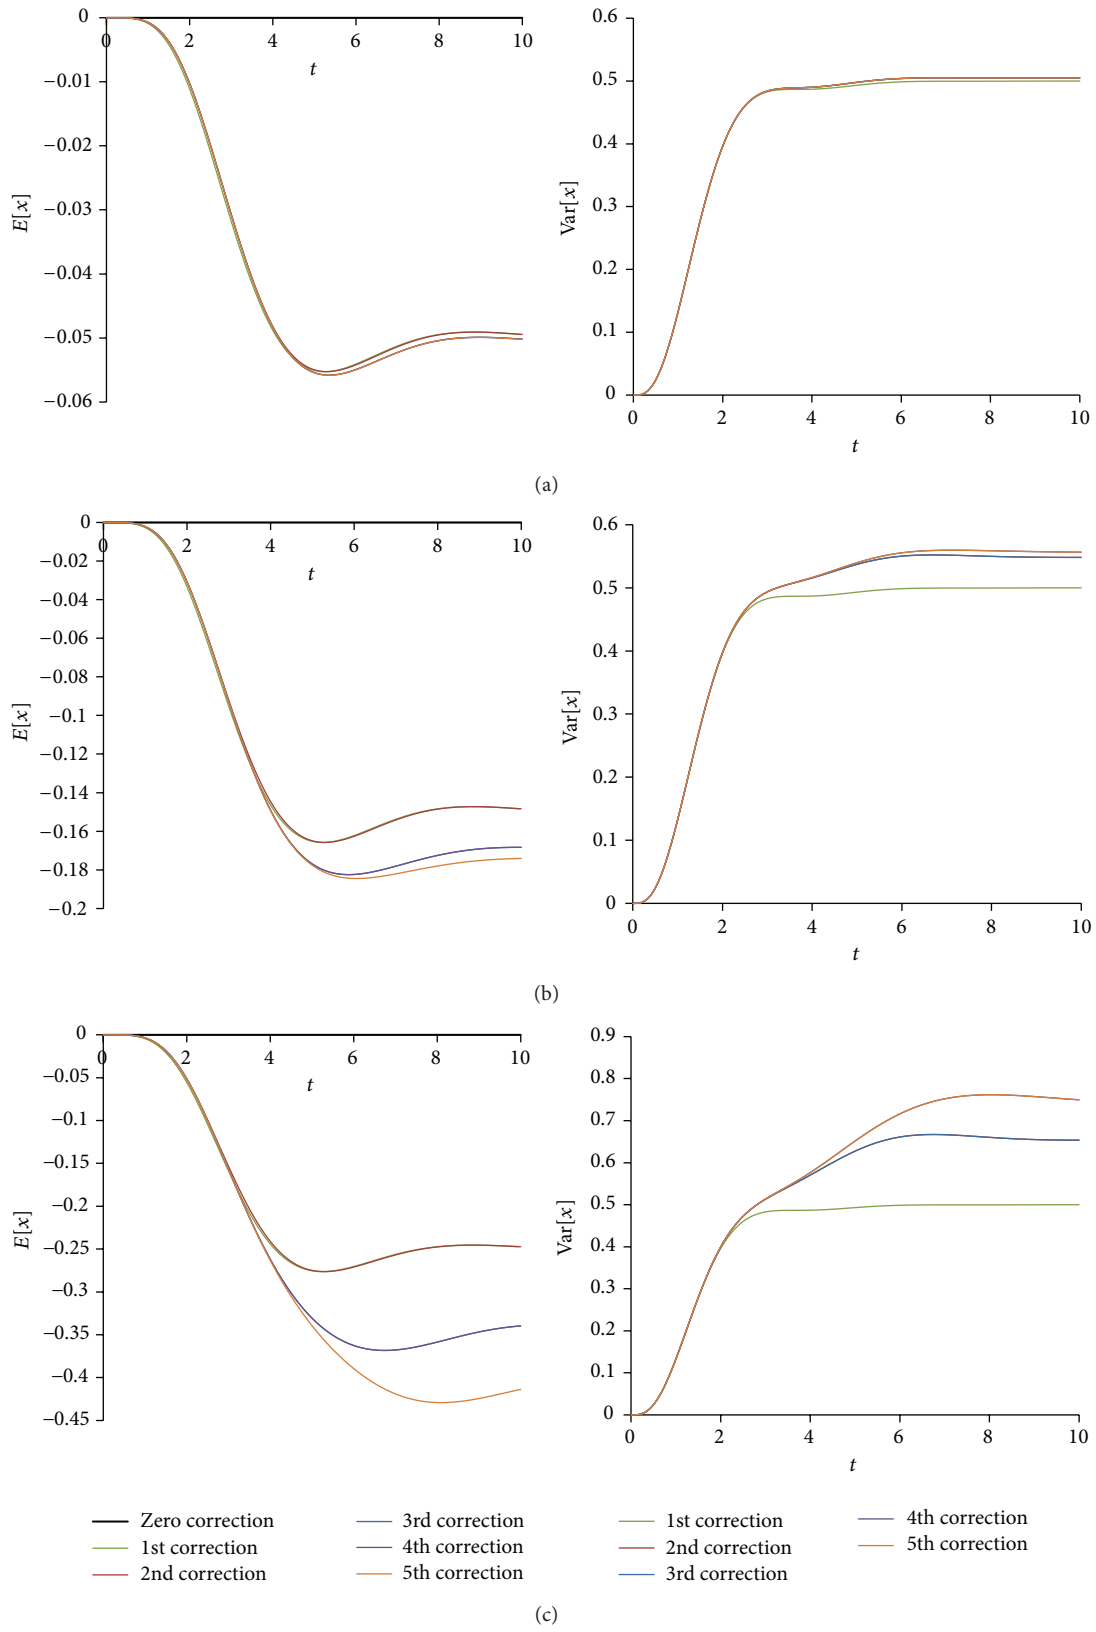 0
−0.01
−0.02
−0.03
−0.04
−0.05
−0.06
0 2 4 6 8 10
t
E[x]
0.6
0.5
0.4
0.3
0.2
0.1
0
0 2 4 6 8 10
t
Var[x]
(a)
0
−0.02
−0.04
−0.06
−0.08
−0.1
−0.12
−0.14
−0.16
−0.18
−0.2
0 2 4 6 8 10
t
E[x]
0.6
0.5
0.4
0.3
0.2
0.1
0
0 2 4 6 8 10
t
Var[x]
(b)
0
−0.05
−0.1
−0.15
−0.2
−0.25
−0.3
−0.35
−0.4
−0.45
0 2 4 6 8 10
t
E[x]
0.9
0.8
0.7
0.6
0.5
0.4
0.3
0.2
0.1
0
0 2 4 6 8 10
t
Var[x]
Zero correction
1st correction
2nd correction
3rd correction
4th correction
5th correction
1st correction
2nd correction
3rd correction
4th correction
5th correction
(c)